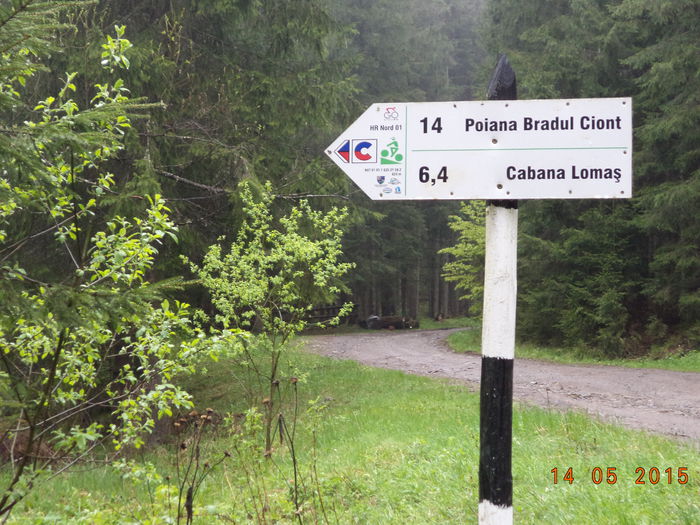 HR Nord 01
14 Poiana Bradul Ciont
C
6,4 Cabana Lomaş
14 05 2015